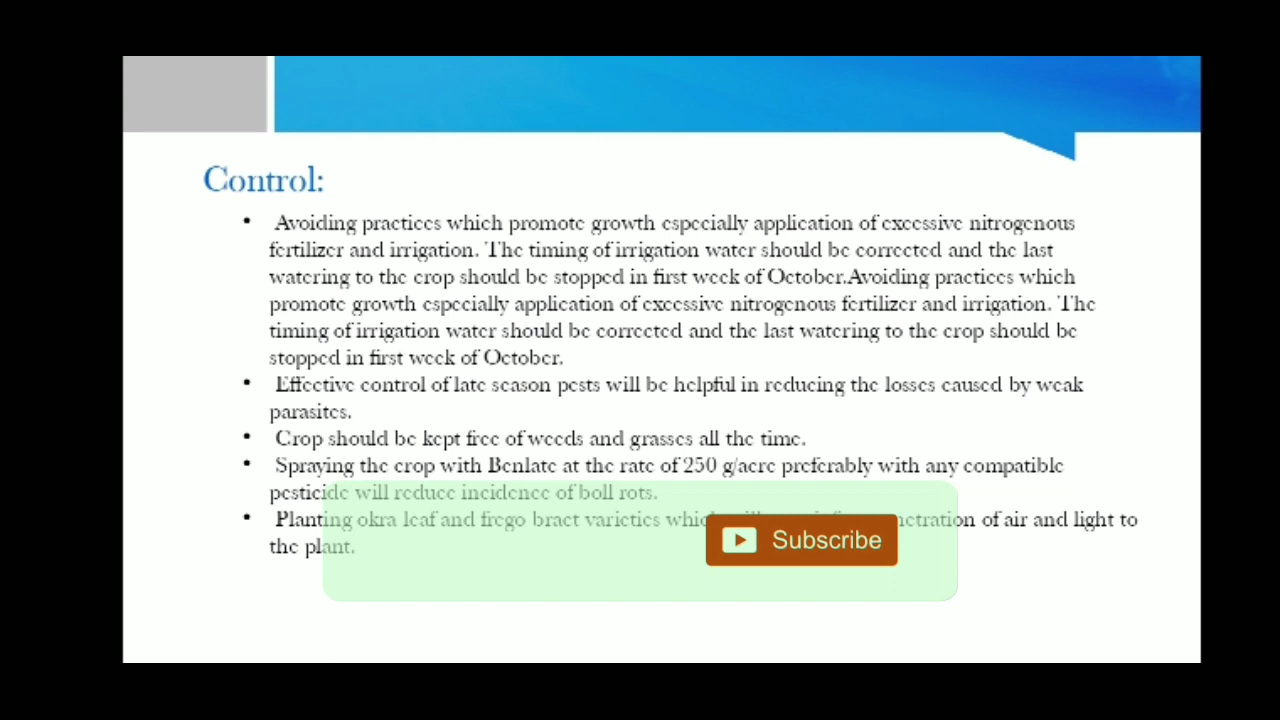 Control:
• Avoiding practices which promote growth especially application of excessive nitrogenous
fertilizer and irrigation. The timing of irrigation water should be corrected and the last
watering to the crop should be stopped in first week of October.Avoiding practices which
promote growth especially application of excessive nitrogenous fertilizer and irrigation. The
timing of irrigation water should be corrected and the last watering to the crop should be
stopped in first week of October.
• Effective control of late season pests will be helpful in reducing the losses caused by weak
parasites.
• Crop should be kept free of weeds and grasses all the time.
• Spraying the crop with Benlate at the rate of 250 g/acre preferably with any compatible
pesticide will reduce incidence of boll rots.
• Planting okra leaf and frego bract varieties of air and light to
the plant.
Subscribe